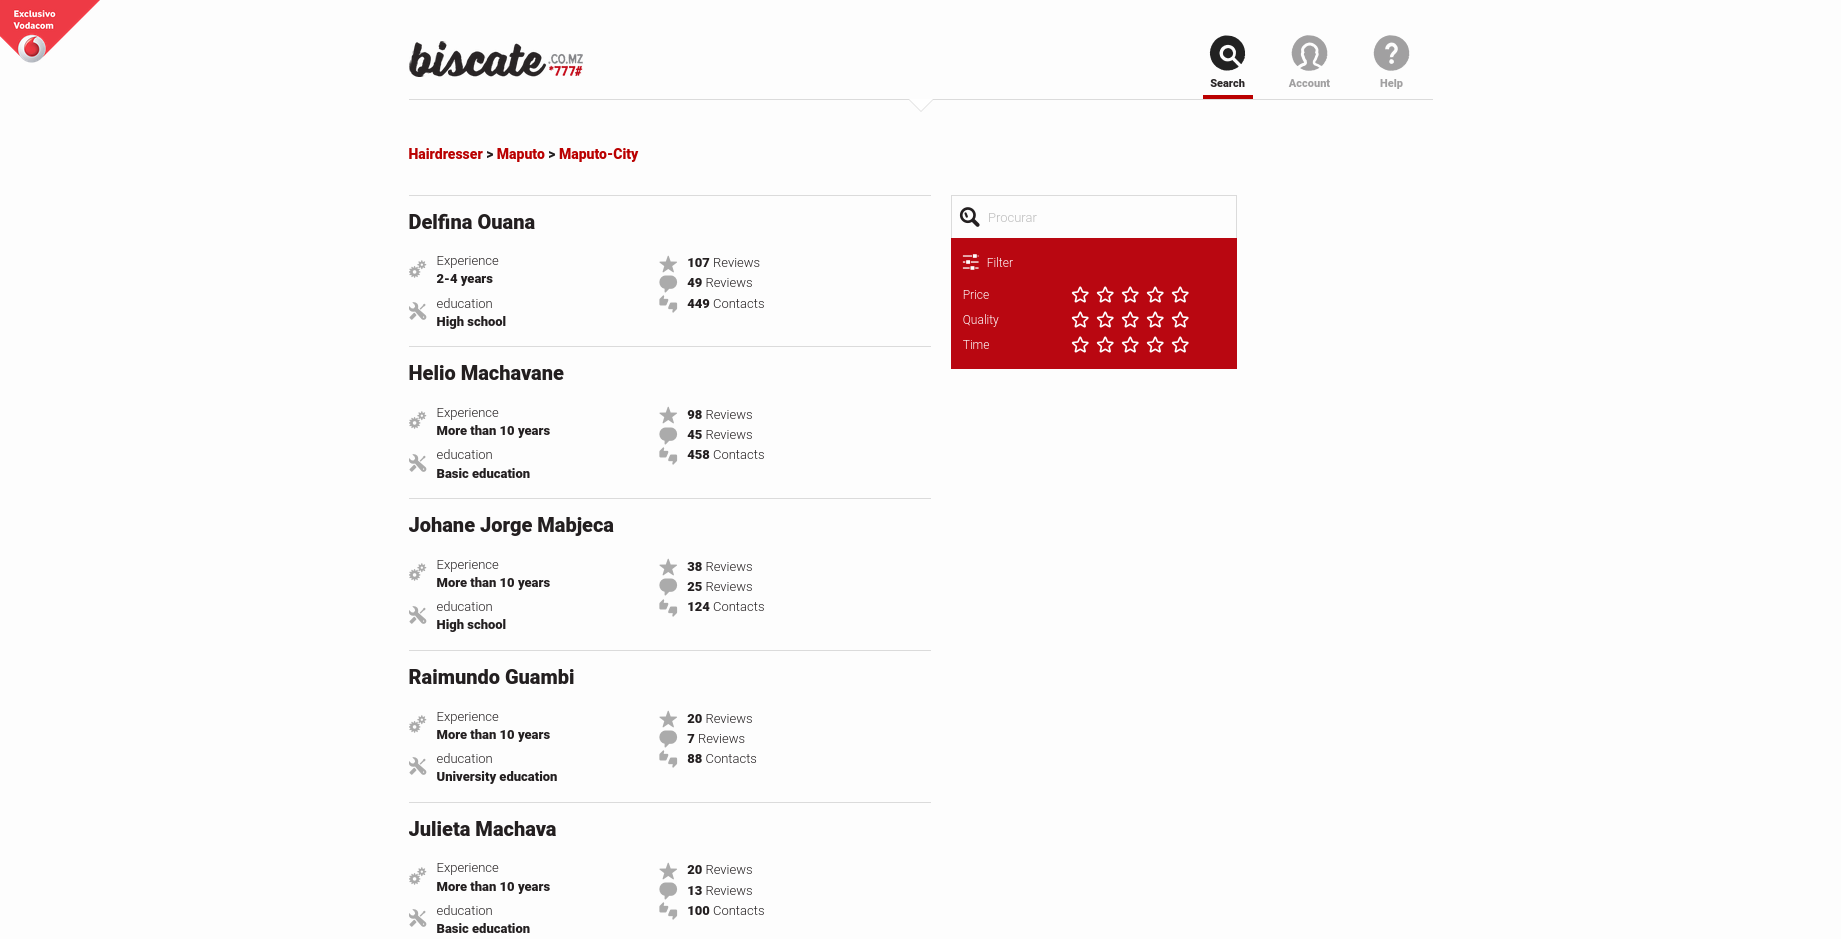 Exclusivo
Vodacom
biscate .CO.MZ
*777#
Search
Account
Help
Hairdresser > Maputo > Maputo-City
Delfina Ouana
Experience
2-4 years
education
High school
107 Reviews
49 Reviews
449 Contacts
Helio Machavane
Experience
More than 10 years
education
Basic education
98 Reviews
45 Reviews
458 Contacts
Johane Jorge Mabjeca
Experience
More than 10 years
education
High school
38 Reviews
25 Reviews
124 Contacts
Raimundo Guambi
Experience
More than 10 years
education
University education
20 Reviews
7 Reviews
88 Contacts
Julieta Machava
Experience
More than 10 years
education
Basic education
20 Reviews
13 Reviews
100 Contacts
Procurar
Filter
Price
Quality
Time